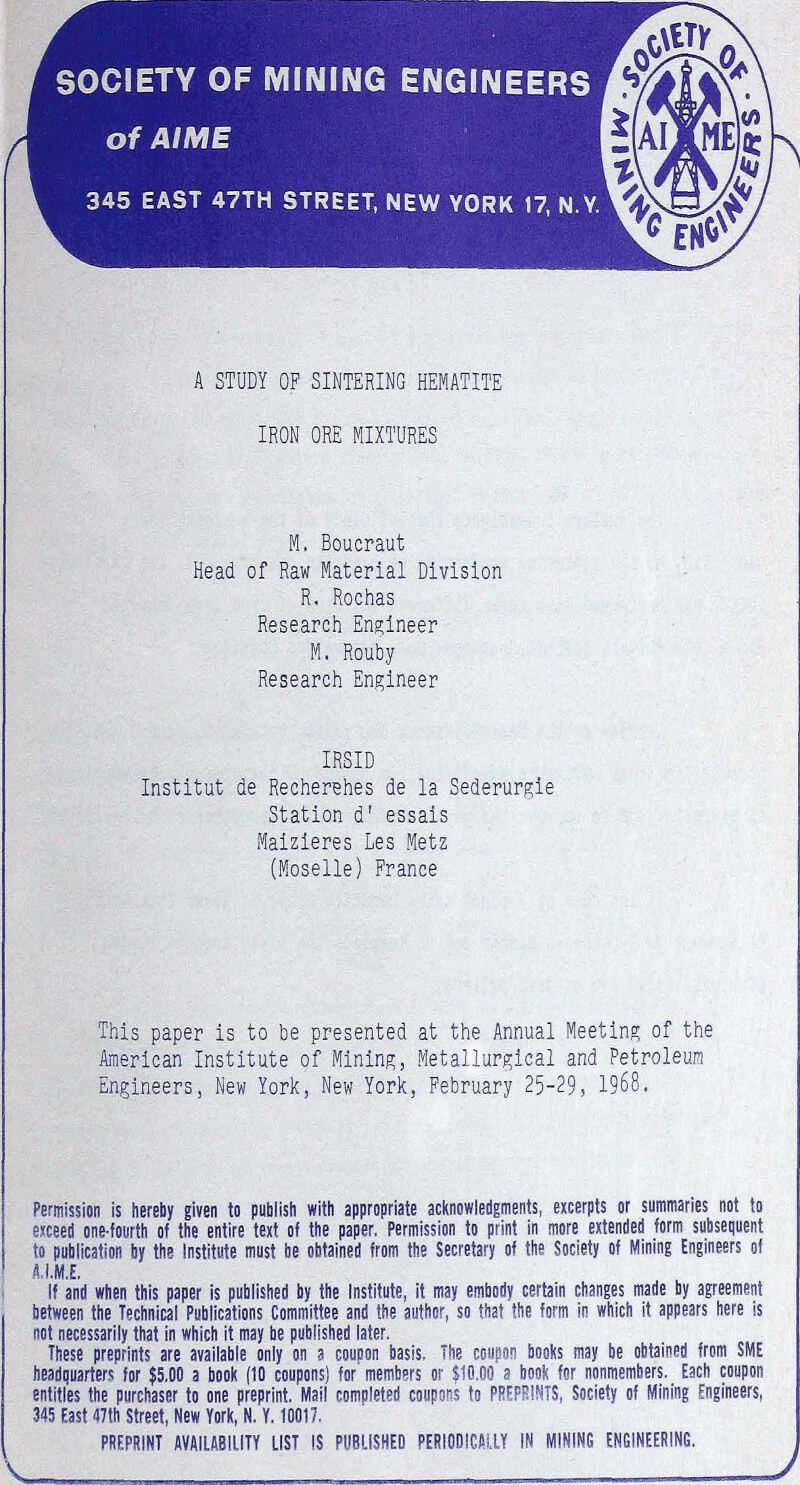 SOCIETY OF MINING ENGINEERS
of AIME
345 EAST 47TH STREET, NEW YORK 17, N.Y.
· SOCIETY OF · MINING ENGINEERS
AI ME
A STUDY OF SINTERING HEMATITE
IRON ORE MIXTURES
M. Boucraut
Head of Raw Material Division
R. Rochas
Research Engineer
M. Rouby
Research Engineer
IRSID
Institut de Recherehes de la Sederurgie
Station d' essais
Maizieres Les Metz
(Moselle) France
This paper is to be presented at the Annual Meeting of the
American Institute of Mining, Metallurgical and Petroleum
Engineers, New York, New York, February 25-29, 1968.
Permission is hereby given to publish with appropriate acknowledgments, excerpts or summaries not to
exceed one-fourth of the entire text of the paper. Permission to print in more extended form subsequent
to publication by the Institute must be obtained from the Secretary of the Society of Mining Engineers of
A.I.M.E.
If and when this paper is published by the Institute, it may embody certain changes made by agreement
between the Technical Publications Committee and the author, so that the form in which it appears here is
not necessarily that in which it may be published later.
These preprints are available only on a coupon basis. The coupon books may be obtained from SME
headquarters for $5.00 a book (10 coupons) for members or $10.00 a book for nonmembers. Each coupon
entitles the purchaser to one preprint. Mail completed coupons to PREPRINTS, Society of Mining Engineers,
345 East 47th Street, New York, N. Y. 10017.
PREPRINT AVAILABILITY LIST IS PUBLISHED PERIODICALLY IN MINING ENGINEERING.